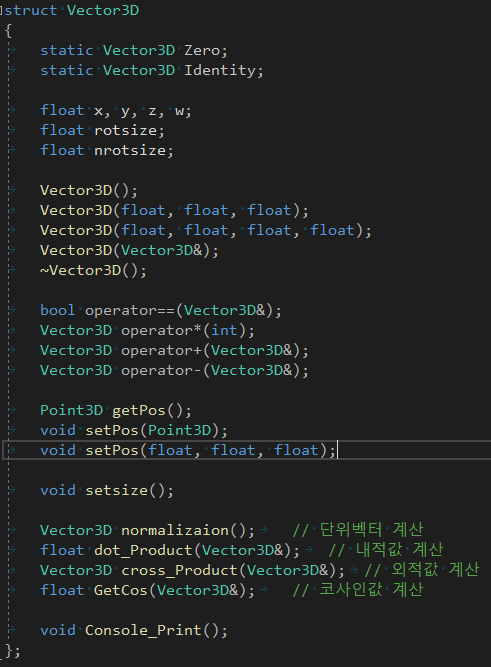 struct Vector3D
{
static Vector3D Zero;
static Vector3D Identity;
float x, y, z, w;
float rotsize;
float nrotsize;
Vector3D();
Vector3D(float, float, float);
Vector3D(float, float, float, float);
Vector3D(Vector3D&);
~Vector3D();
bool operator==(Vector3D&);
Vector3D operator*(int);
Vector3D operator+(Vector3D&);
Vector3D operator-(Vector3D&);
Point3D getPos();
void setPos(Point3D);
void setPos(float, float, float);
void setsize();
Vector3D normalizaion(); // 단위벡터 계산
float dot_Product(Vector3D&); // 내적값 계산
Vector3D cross_Product(Vector3D&); // 외적값 계산
float GetCos(Vector3D&); // 코사인값 계산
void Console_Print();
};